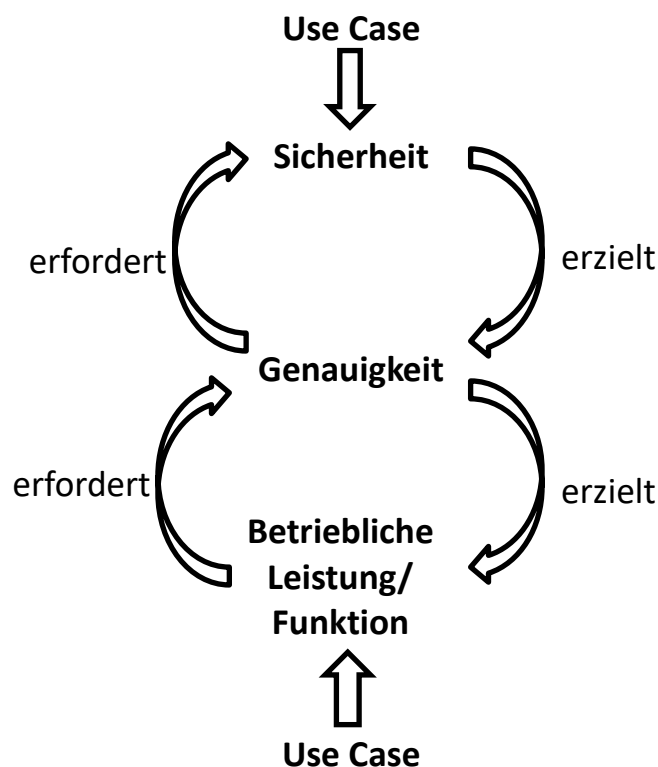 Use Case
Sicherheit
erfordert
erzielt
Genauigkeit
erfordert
erzielt
Betriebliche
Leistung/
Funktion
Use Case